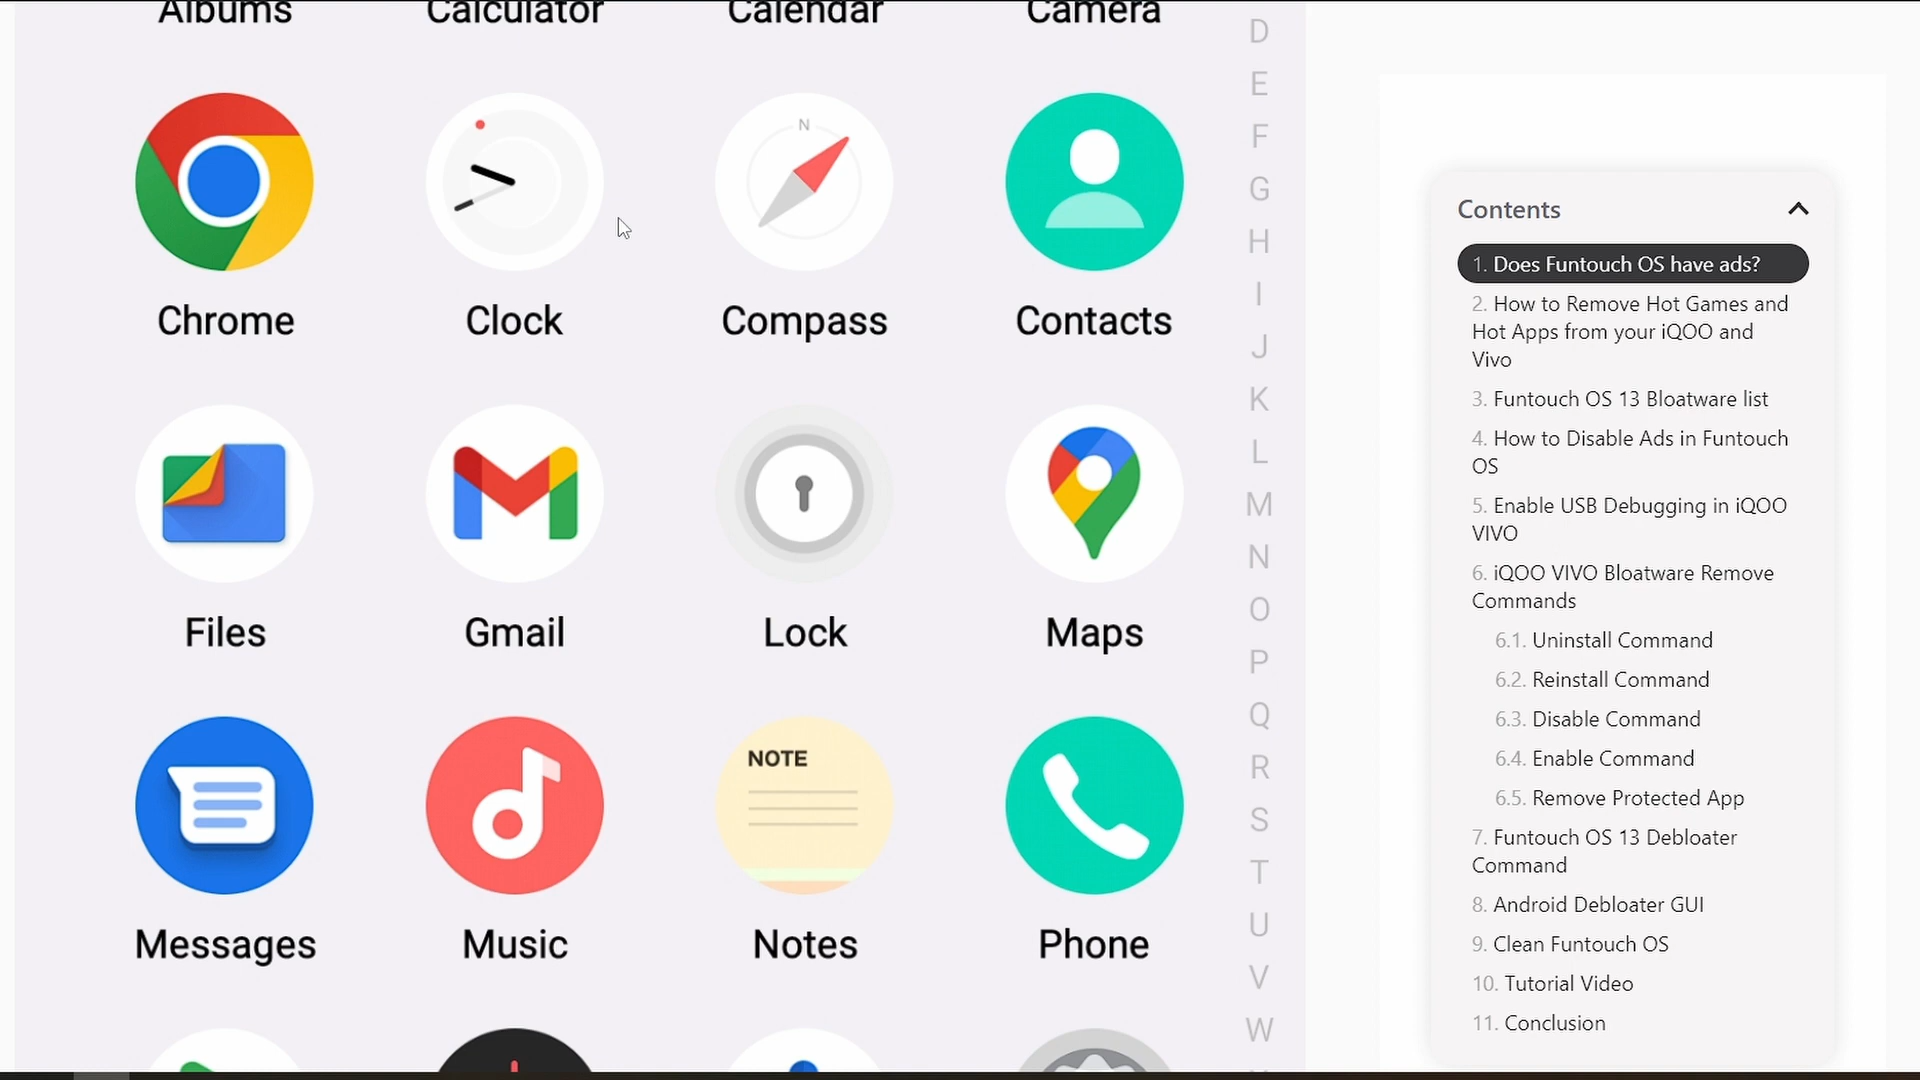 Albums Calculator Calendar Camera
N
Chrome Clock Compass Contacts
Files Gmail Lock Maps
NOTE
Messages Music Notes Phone
D
E
F
G
H
I
J
K
L
M
N
O
P
Q
R
S
T
U
V
W
Contents
1. Does Funtouch OS have ads?
2. How to Remove Hot Games and
Hot Apps from your iQOO and
Vivo
3. Funtouch OS 13 Bloatware list
4. How to Disable Ads in Funtouch
OS
5. Enable USB Debugging in iQOO
VIVO
6. iQOO VIVO Bloatware Remove
Commands
6.1. Uninstall Command
6.2. Reinstall Command
6.3. Disable Command
6.4. Enable Command
6.5. Remove Protected App
7. Funtouch OS 13 Debloater
Command
8. Android Debloater GUI
9. Clean Funtouch OS
10. Tutorial Video
11. Conclusion